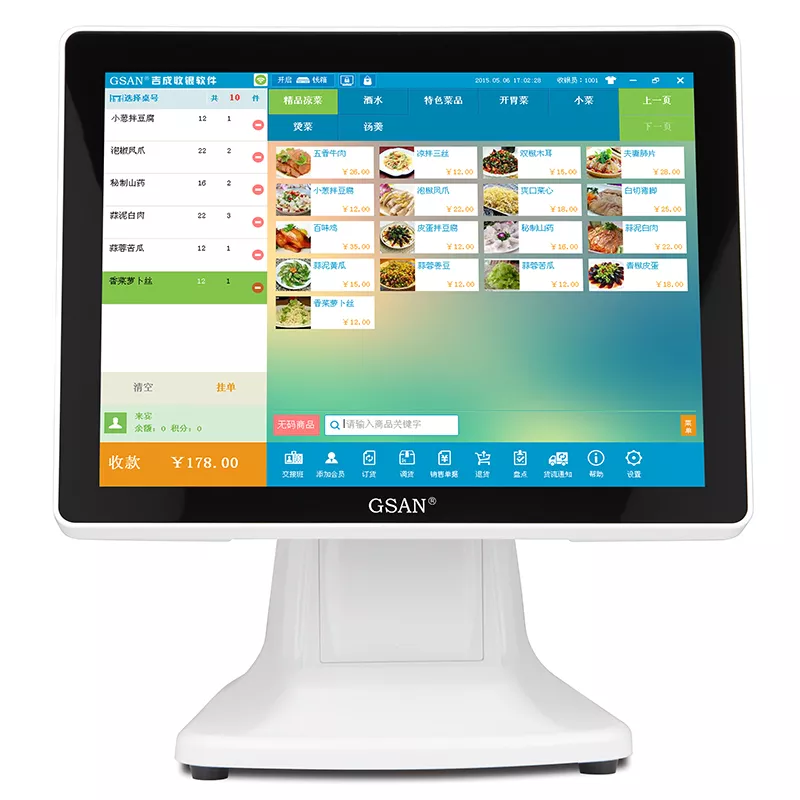 GSAN® 吉成收银软件 开启 钱箱 2015.05.06 17:02:28 收银员：1001
选择桌号 共 10 件
小葱拌豆腐 12 1
泡椒凤爪 22 2
秘制山药 16 2
蒜泥白肉 22 3
蒜蓉苦瓜 12 1
香菜萝卜丝 12 1
清空 挂单
来宾
余额：0 积分：0
收款 ￥178.00
精品凉菜 酒水 特色菜品 开胃菜 小菜 上一页
煲菜 汤羹 下一页
五香牛肉 凉拌三丝 双椒木耳 夫妻肺片
￥26.00 ￥12.00 ￥15.00 ￥28.00
小葱拌豆腐 泡椒凤爪 爽口菜心 白切鸡脚
￥12.00 ￥22.00 ￥18.00 ￥25.00
百味鸡 皮蛋拌豆腐 秘制山药 蒜泥白肉
￥35.00 ￥12.00 ￥16.00 ￥22.00
蒜泥黄瓜 蒜蓉姜豆 蒜蓉苦瓜 青椒皮蛋
￥15.00 ￥12.00 ￥12.00 ￥18.00
香菜萝卜丝
￥12.00
无码商品 请输入商品关键字 菜单
交接班 添加会员 订货 调货 销售单据 退货 盘点 货流通知 帮助 设置
GSAN®